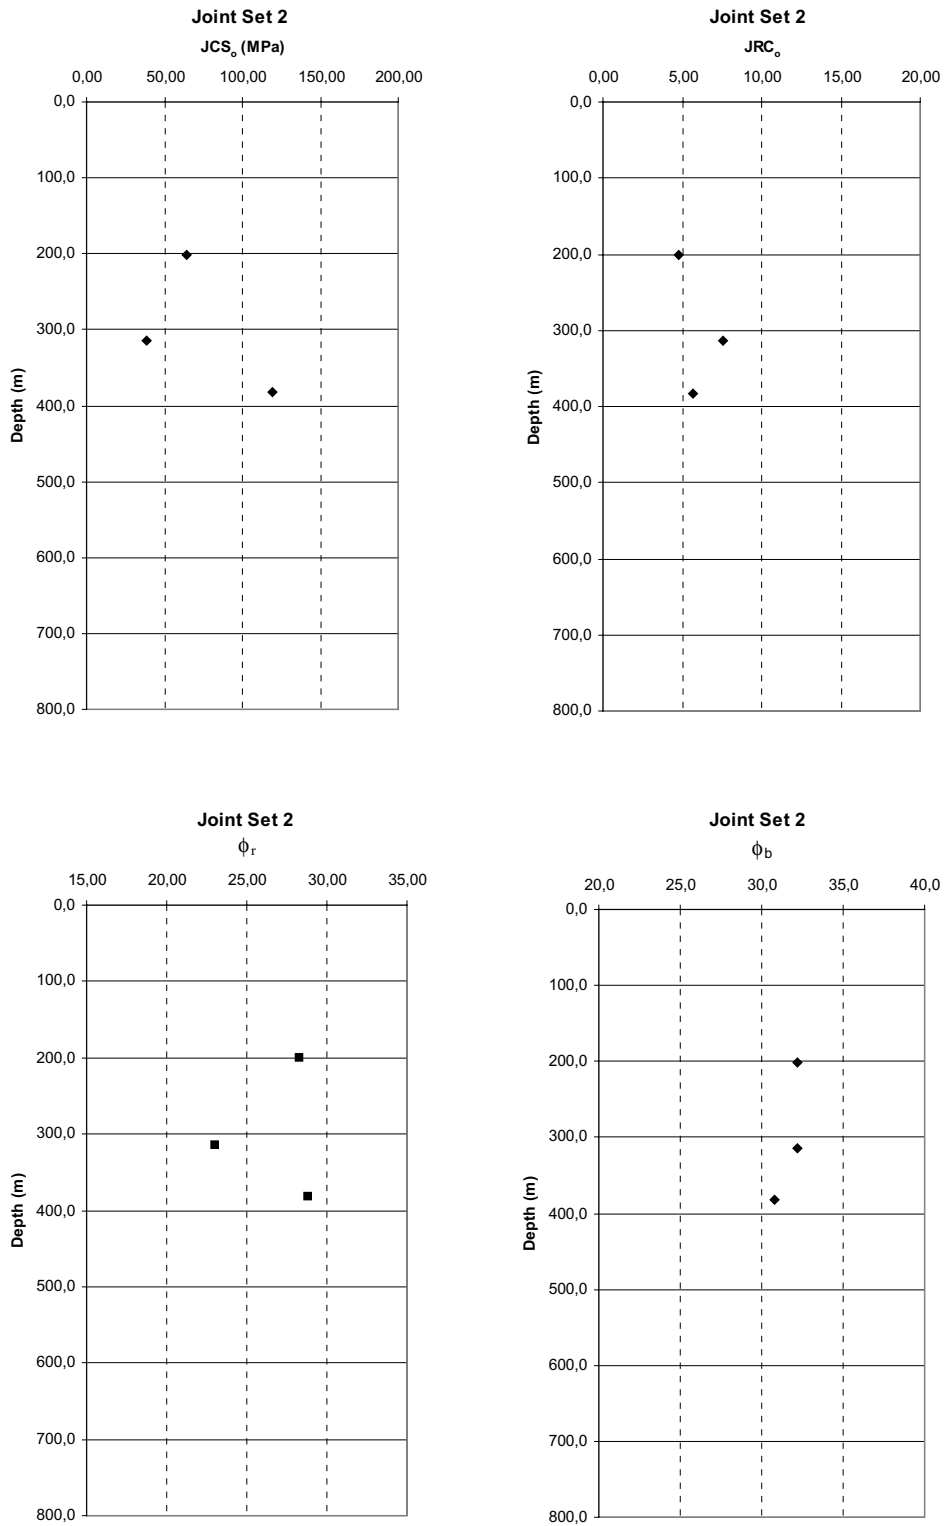 Joint Set 2
JCSo (MPa)
0,00 50,00 100,00 150,00 200,00
0,0
100,0
200,0
300,0
400,0
500,0
600,0
700,0
800,0
Depth (m)
Joint Set 2
JRCo
0,00 5,00 10,00 15,00 20,00
0,0
100,0
200,0
300,0
400,0
500,0
600,0
700,0
800,0
Depth (m)
Joint Set 2
ϕr
15,00 20,00 25,00 30,00 35,00
0,0
100,0
200,0
300,0
400,0
500,0
600,0
700,0
800,0
Depth (m)
Joint Set 2
ϕb
20,0 25,0 30,0 35,0 40,0
0,0
100,0
200,0
300,0
400,0
500,0
600,0
700,0
800,0
Depth (m)